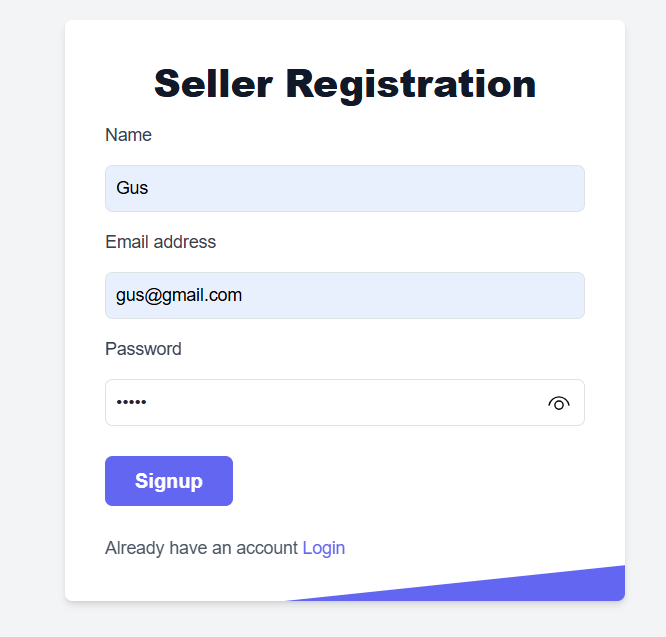 Seller Registration
Name
Gus
Email address
gus@gmail.com
Password
•••••
Signup
Already have an account Login